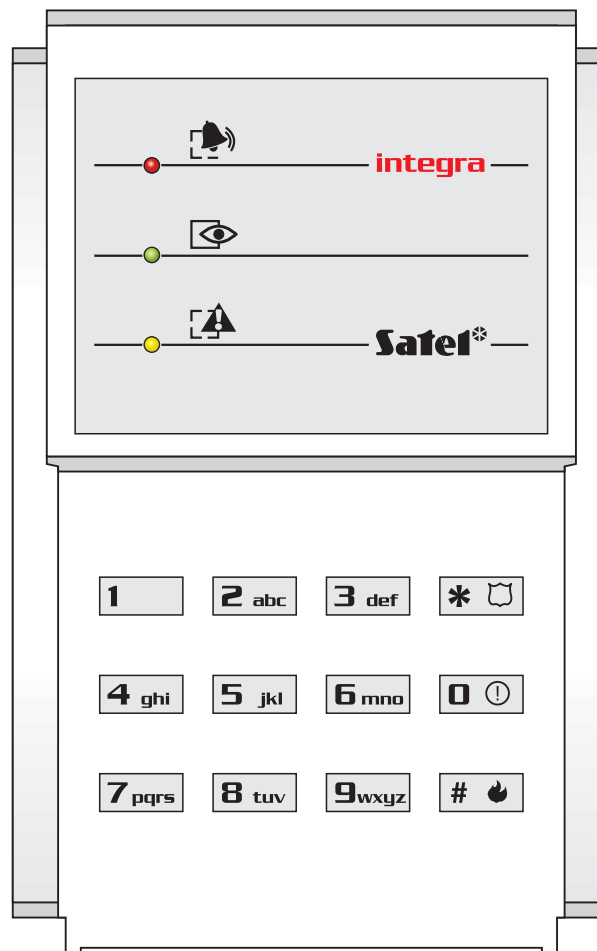 integra
Satel*
1 2 abc 3 def *
4 ghi 5 jkl 6 mno 0 !
7 pqrs 8 tuv 9 wxyz #